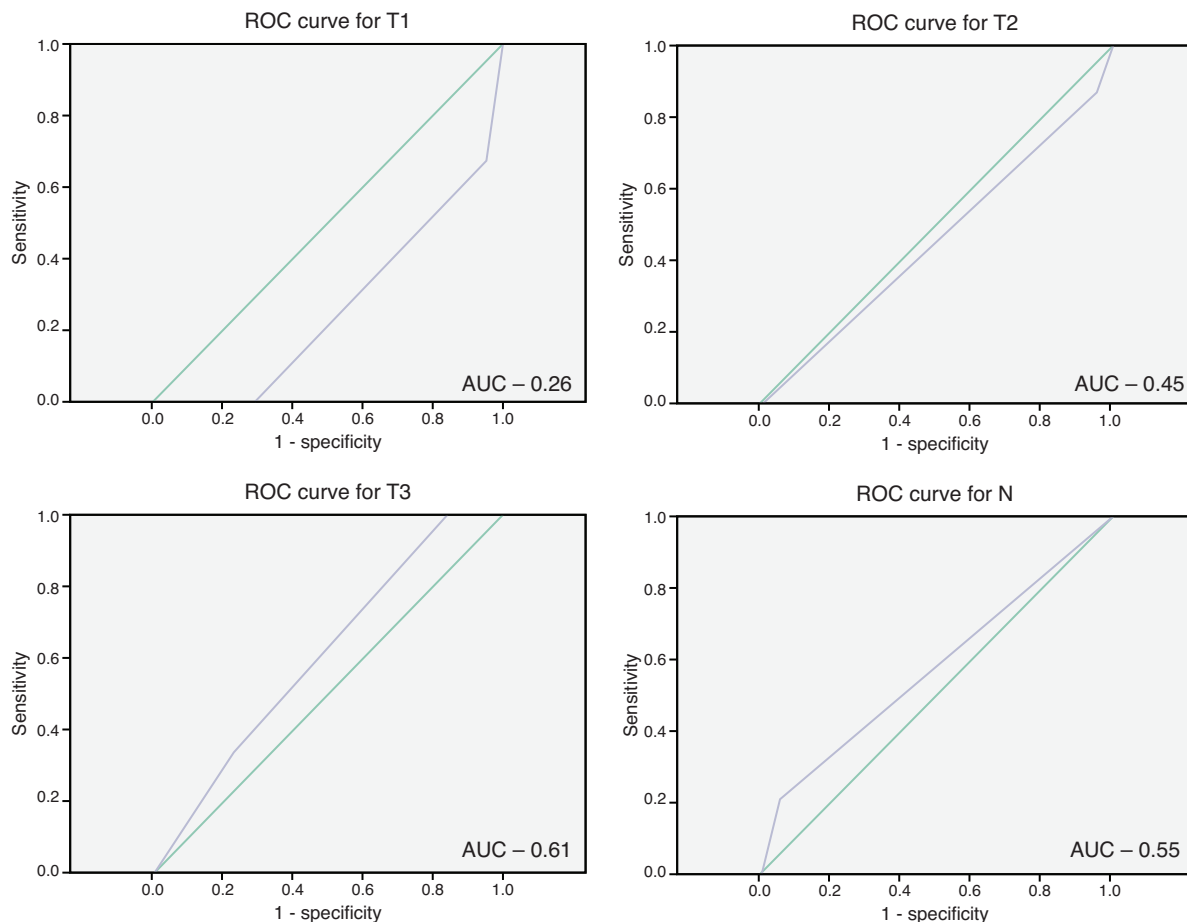 ROC curve for T1
1.0
0.8
0.6
0.4
0.2
0.0
Sensitivity
AUC – 0.26
0.0 0.2 0.4 0.6 0.8 1.0
1 - specificity
ROC curve for T2
1.0
0.8
0.6
0.4
0.2
0.0
Sensitivity
AUC – 0.45
0.0 0.2 0.4 0.6 0.8 1.0
1 - specificity
ROC curve for T3
1.0
0.8
0.6
0.4
0.2
0.0
Sensitivity
AUC – 0.61
0.0 0.2 0.4 0.6 0.8 1.0
1 - specificity
ROC curve for N
1.0
0.8
0.6
0.4
0.2
0.0
Sensitivity
AUC – 0.55
0.0 0.2 0.4 0.6 0.8 1.0
1 - specificity